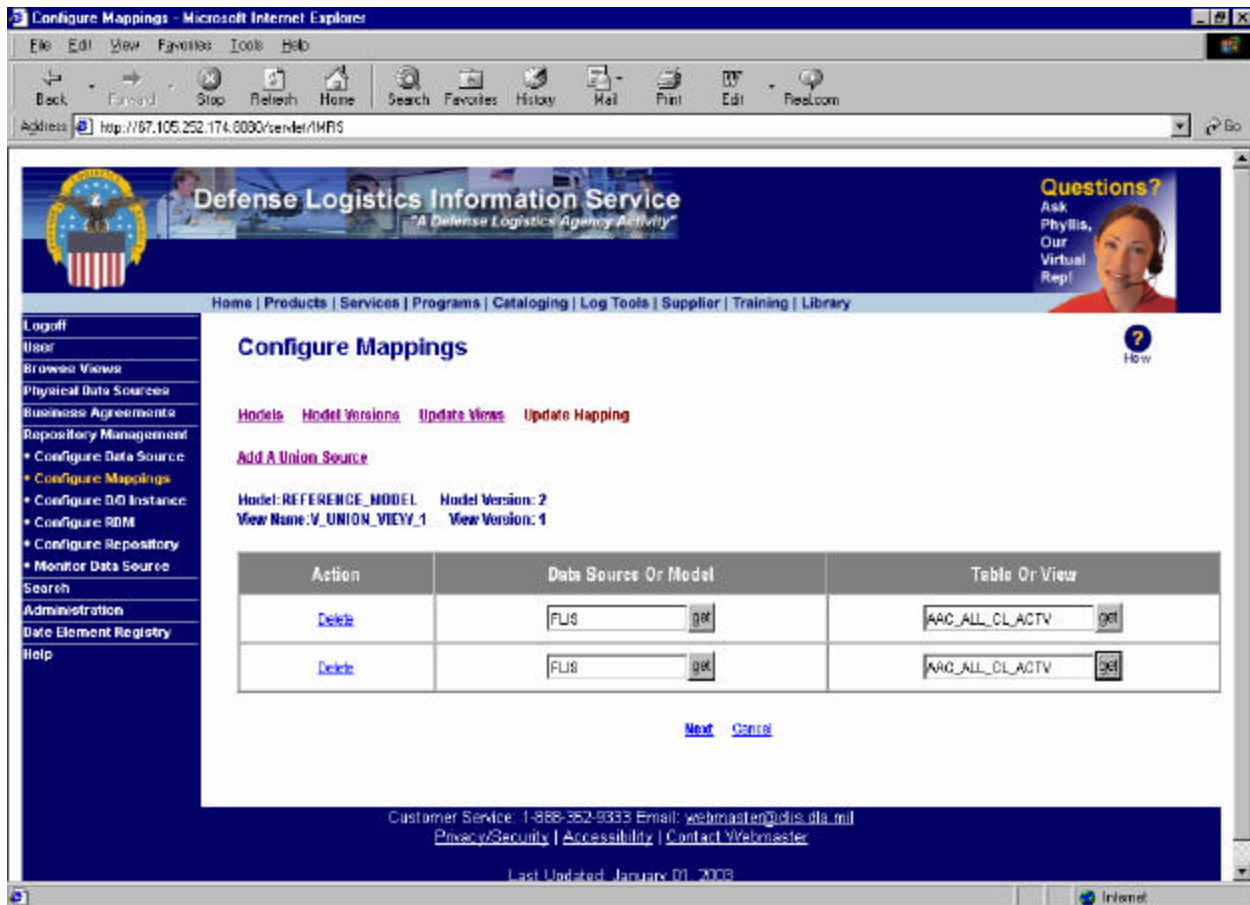 Configure Mappings - Microsoft Internet Explorer
File Edit View Favorites Tools Help
Back Forward Stop Refresh Home Search Favorites History Mail Print Edit Real.com
Address http://67.105.252.174:8080/servlet/IMRS Go
Defense Logistics Information Service
"A Defense Logistics Agency Activity"
Questions?
Ask
Phyllis,
Our
Virtual
Rep!
Home | Products | Services | Programs | Cataloging | Log Tools | Supplier | Training | Library
Logoff
User
Browse Views
Physical Data Sources
Business Agreements
Repository Management
• Configure Data Source
• Configure Mappings
• Configure D/D Instance
• Configure RDM
• Configure Repository
• Monitor Data Source
Search
Administration
Date Element Registry
Help
Configure Mappings
? How
Models Model Versions Update Views Update Mapping
Add A Union Source
Model:REFERENCE_MODEL Model Version: 2
View Name:V_UNION_VIEW_1 View Version: 1
Action Data Source Or Model Table Or View
Delete FLIS get AAC_ALL_CL_ACTV get
Delete FLIS get AAC_ALL_CL_ACTV get
Next Cancel
Customer Service: 1-888-352-9333 Email: webmaster@dlis.dla.mil
Privacy/Security | Accessibility | Contact Webmaster
Last Updated: January 01, 2003
Internet